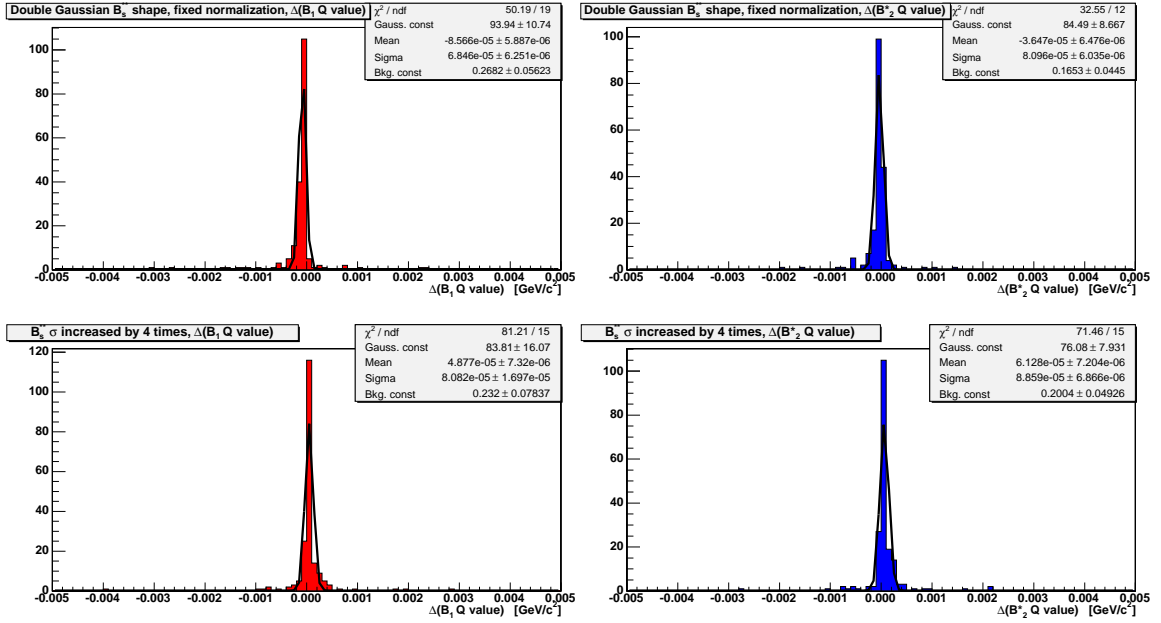 Double Gaussian B_s^** shape, fixed normalization, Δ(B_1 Q value)
χ² / ndf 50.19 / 19
Gauss. const 93.94 ± 10.74
Mean -8.566e-05 ± 5.887e-06
Sigma 6.846e-05 ± 6.251e-06
Bkg. const 0.2682 ± 0.05623
100
80
60
40
20
0
-0.005 -0.004 -0.003 -0.002 -0.001 0.000 0.001 0.002 0.003 0.004 0.005
Δ(B_1 Q value) [GeV/c²]
Double Gaussian B_s^** shape, fixed normalization, Δ(B*_2 Q value)
χ² / ndf 32.55 / 12
Gauss. const 84.49 ± 8.667
Mean -3.647e-05 ± 6.476e-06
Sigma 8.096e-05 ± 6.035e-06
Bkg. const 0.1653 ± 0.0445
100
80
60
40
20
0
-0.005 -0.004 -0.003 -0.002 -0.001 0.000 0.001 0.002 0.003 0.004 0.005
Δ(B*_2 Q value) [GeV/c²]
B_s^** σ increased by 4 times, Δ(B_1 Q value)
χ² / ndf 81.21 / 15
Gauss. const 83.81 ± 16.07
Mean 4.877e-05 ± 7.32e-06
Sigma 8.082e-05 ± 1.697e-05
Bkg. const 0.232 ± 0.07837
120
100
80
60
40
20
0
-0.005 -0.004 -0.003 -0.002 -0.001 0.000 0.001 0.002 0.003 0.004 0.005
Δ(B_1 Q value) [GeV/c²]
B_s^** σ increased by 4 times, Δ(B*_2 Q value)
χ² / ndf 71.46 / 15
Gauss. const 76.08 ± 7.931
Mean 6.128e-05 ± 7.204e-06
Sigma 8.859e-05 ± 6.866e-06
Bkg. const 0.2004 ± 0.04926
100
80
60
40
20
0
-0.005 -0.004 -0.003 -0.002 -0.001 0.000 0.001 0.002 0.003 0.004 0.005
Δ(B*_2 Q value) [GeV/c²]